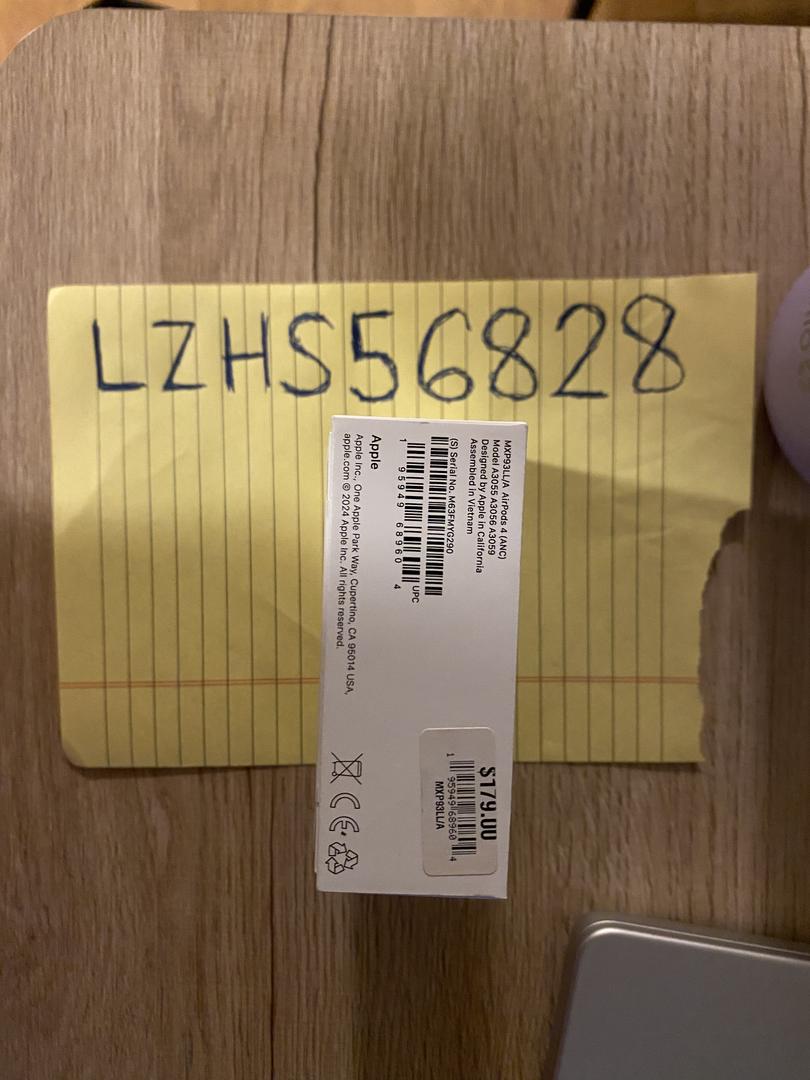 LZHS56828
MXP93LL/A AirPods 4 (ANC)
Model A3055 A3056 A3059
Designed by Apple in California
Assembled in Vietnam
(S) Serial No. M63FMYG290
UPC
1 95949 68960 4
Apple
Apple Inc., One Apple Park Way, Cupertino, CA 95014 USA,
apple.com © 2024 Apple Inc. All rights reserved.
CE
$179.00
1 95949 68960 4
MXP93LL/A